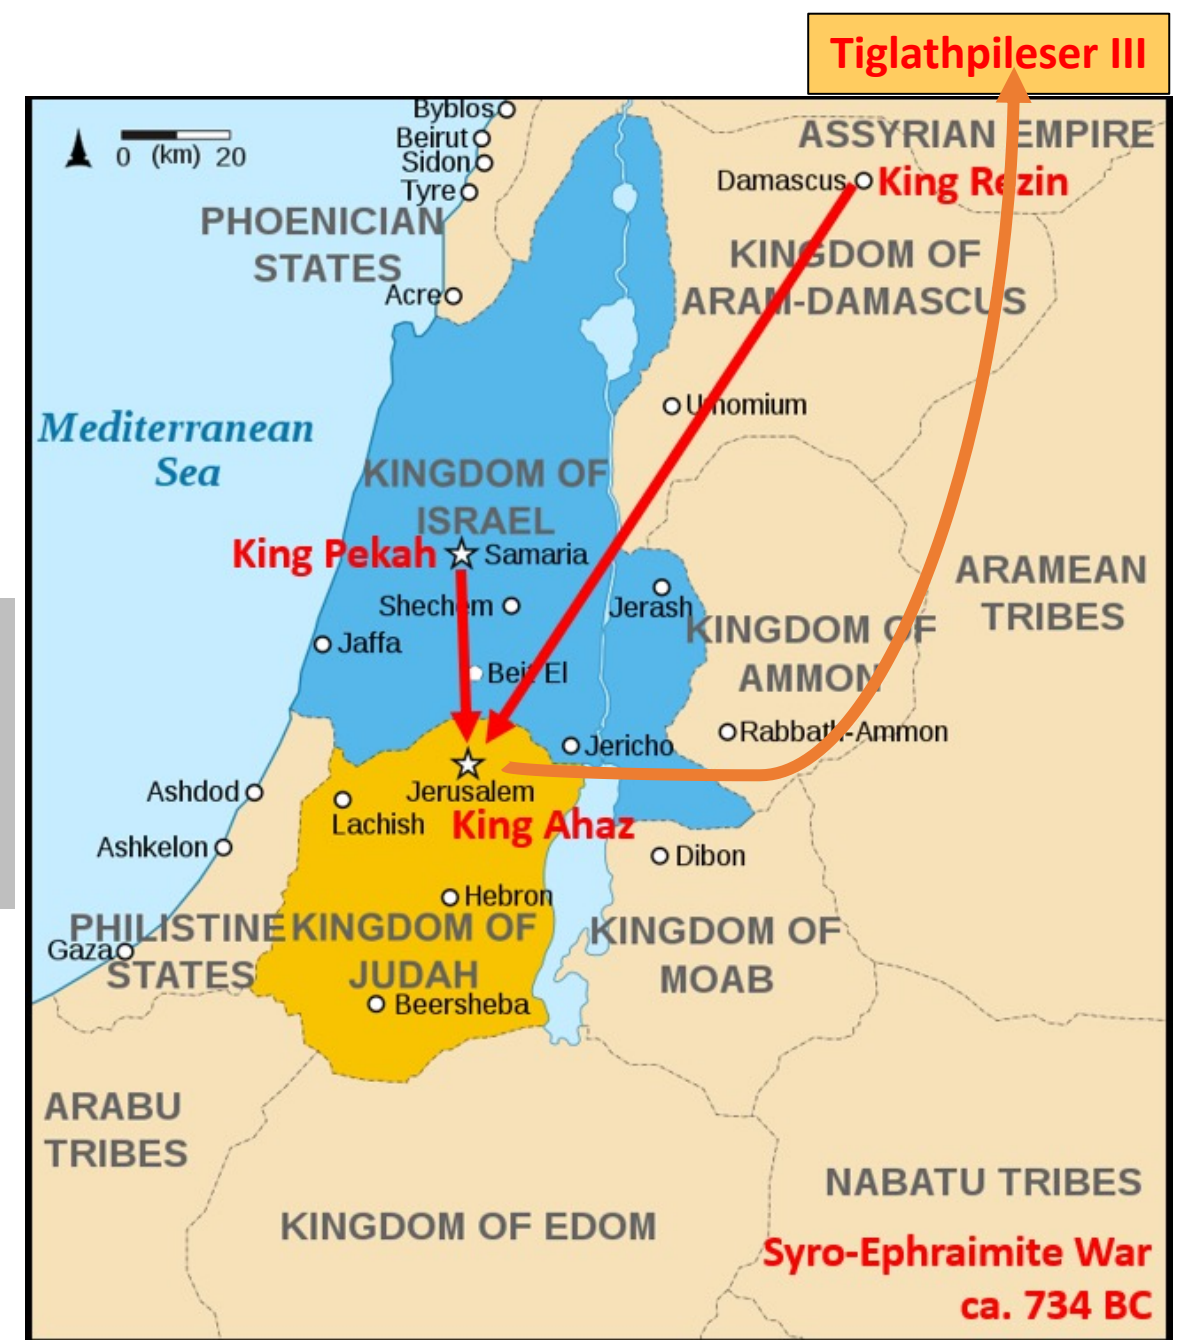 Tiglathpileser III
Byblos
Beirut
Sidon
Tyre
0 (km) 20
ASSYRIAN EMPIRE
Damascus
King Rezin
PHOENICIAN
STATES
KINGDOM OF
ARAM-DAMASCUS
Acre
Mediterranean
Sea
Umomium
KINGDOM OF
ISRAEL
King Pekah
Samaria
Shechem
Jerash
ARAMEAN
TRIBES
Jaffa
KINGDOM OF
AMMON
Beit El
Jericho
Rabbath-Ammon
Ashdod
Jerusalem
Lachish
King Ahaz
Ashkelon
Dibon
Hebron
PHILISTINE
STATES
KINGDOM OF
JUDAH
KINGDOM OF
MOAB
Gaza
Beersheba
ARABU
TRIBES
NABATU TRIBES
KINGDOM OF EDOM
Syro-Ephraimite War
ca. 734 BC